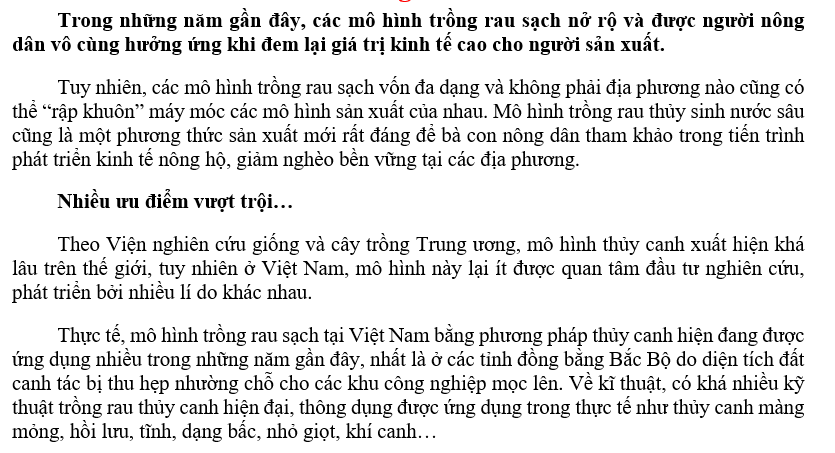 Trong những năm gần đây, các mô hình trồng rau sạch nở rộ và được người nông
dân vô cùng hưởng ứng khi đem lại giá trị kinh tế cao cho người sản xuất.
Tuy nhiên, các mô hình trồng rau sạch vốn đa dạng và không phải địa phương nào cũng có
thể “rập khuôn” máy móc các mô hình sản xuất của nhau. Mô hình trồng rau thủy sinh nước sâu
cũng là một phương thức sản xuất mới rất đáng để bà con nông dân tham khảo trong tiến trình
phát triển kinh tế nông hộ, giảm nghèo bền vững tại các địa phương.
Nhiều ưu điểm vượt trội…
Theo Viện nghiên cứu giống và cây trồng Trung ương, mô hình thủy canh xuất hiện khá
lâu trên thế giới, tuy nhiên ở Việt Nam, mô hình này lại ít được quan tâm đầu tư nghiên cứu,
phát triển bởi nhiều lí do khác nhau.
Thực tế, mô hình trồng rau sạch tại Việt Nam bằng phương pháp thủy canh hiện đang được
ứng dụng nhiều trong những năm gần đây, nhất là ở các tỉnh đồng bằng Bắc Bộ do diện tích đất
canh tác bị thu hẹp nhường chỗ cho các khu công nghiệp mọc lên. Về kĩ thuật, có khá nhiều kỹ
thuật trồng rau thủy canh hiện đại, thông dụng được ứng dụng trong thực tế như thủy canh màng
mỏng, hồi lưu, tĩnh, dạng bấc, nhỏ giọt, khí canh…